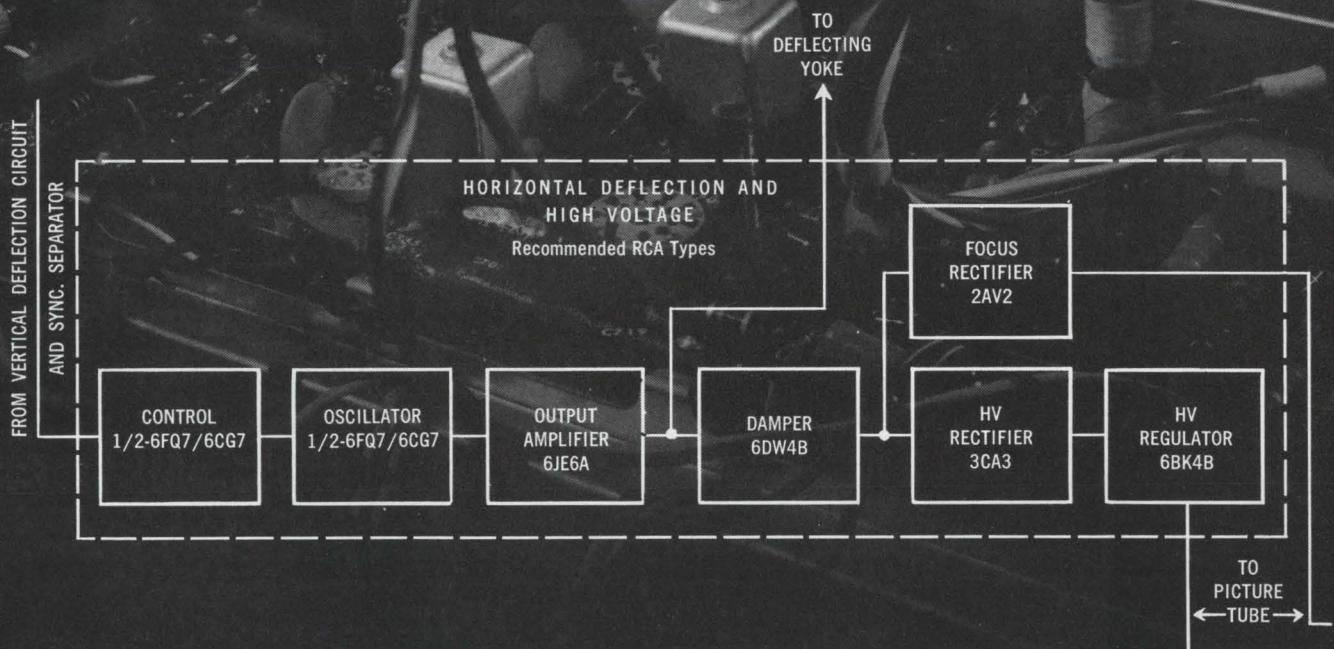 TO
DEFLECTING
YOKE
FROM VERTICAL DEFLECTION CIRCUIT
AND SYNC. SEPARATOR
HORIZONTAL DEFLECTION AND
HIGH VOLTAGE
Recommended RCA Types
FOCUS
RECTIFIER
2AV2
CONTROL
1/2-6FQ7/6CG7
OSCILLATOR
1/2-6FQ7/6CG7
OUTPUT
AMPLIFIER
6JE6A
DAMPER
6DW4B
HV
RECTIFIER
3CA3
HV
REGULATOR
6BK4B
TO
PICTURE
TUBE